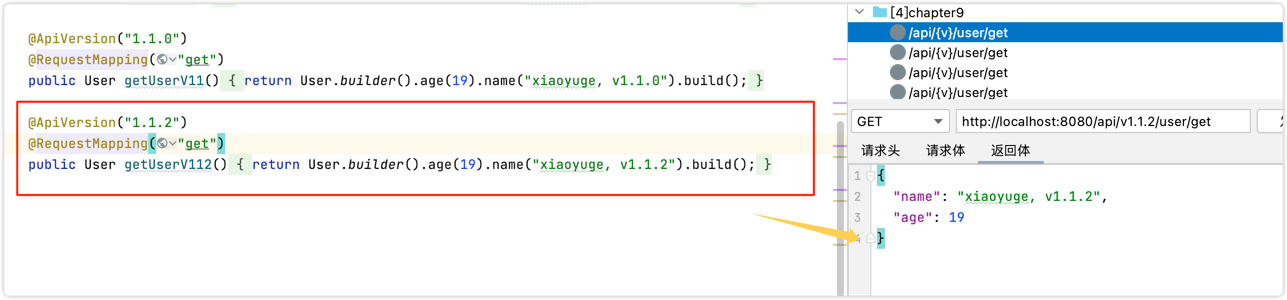 @ApiVersion("1.1.0")
@RequestMapping("get")
public User getUserV11() { return User.builder().age(19).name("xiaoyuge, v1.1.0").build(); }
@ApiVersion("1.1.2")
@RequestMapping("get")
public User getUserV112() { return User.builder().age(19).name("xiaoyuge, v1.1.2").build(); }
[4]chapter9
/api/{v}/user/get
/api/{v}/user/get
/api/{v}/user/get
/api/{v}/user/get
GET http://localhost:8080/api/v1.1.2/user/get
请求头 请求体 返回体
1 {
2 "name": "xiaoyuge, v1.1.2",
3 "age": 19
4 }